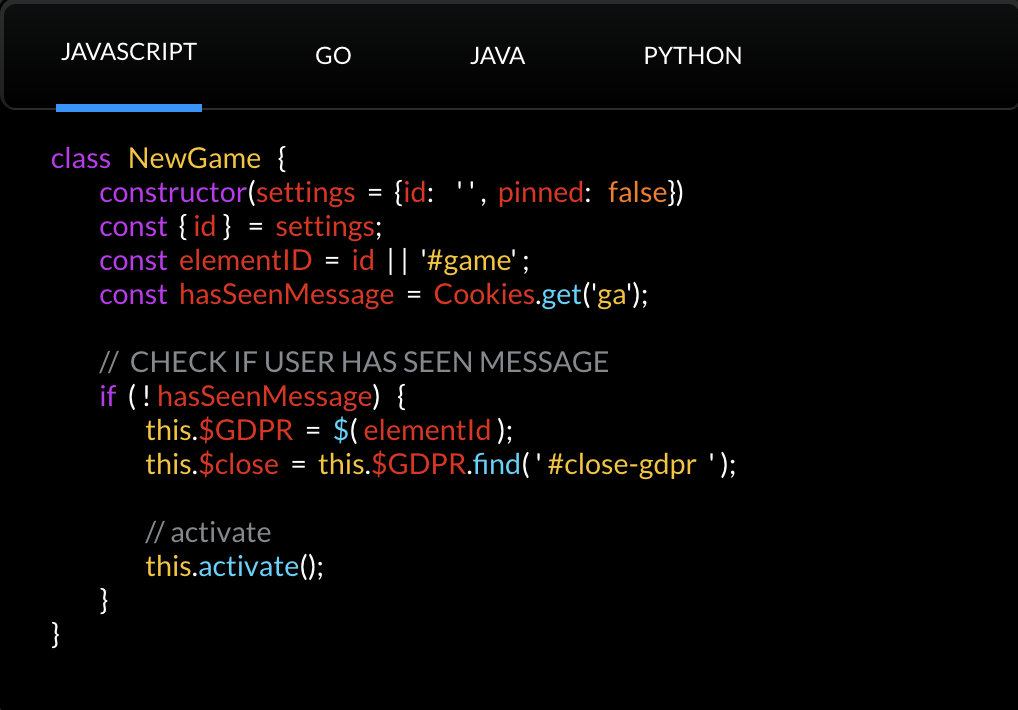 JAVASCRIPT GO JAVA PYTHON
class NewGame {
constructor(settings = {id: '', pinned: false})
const { id } = settings;
const elementID = id || '#game' ;
const hasSeenMessage = Cookies.get('ga');
// CHECK IF USER HAS SEEN MESSAGE
if ( ! hasSeenMessage) {
this.$GDPR = $( elementId );
this.$close = this.$GDPR.find( ' #close-gdpr ' );
// activate
this.activate();
}
}